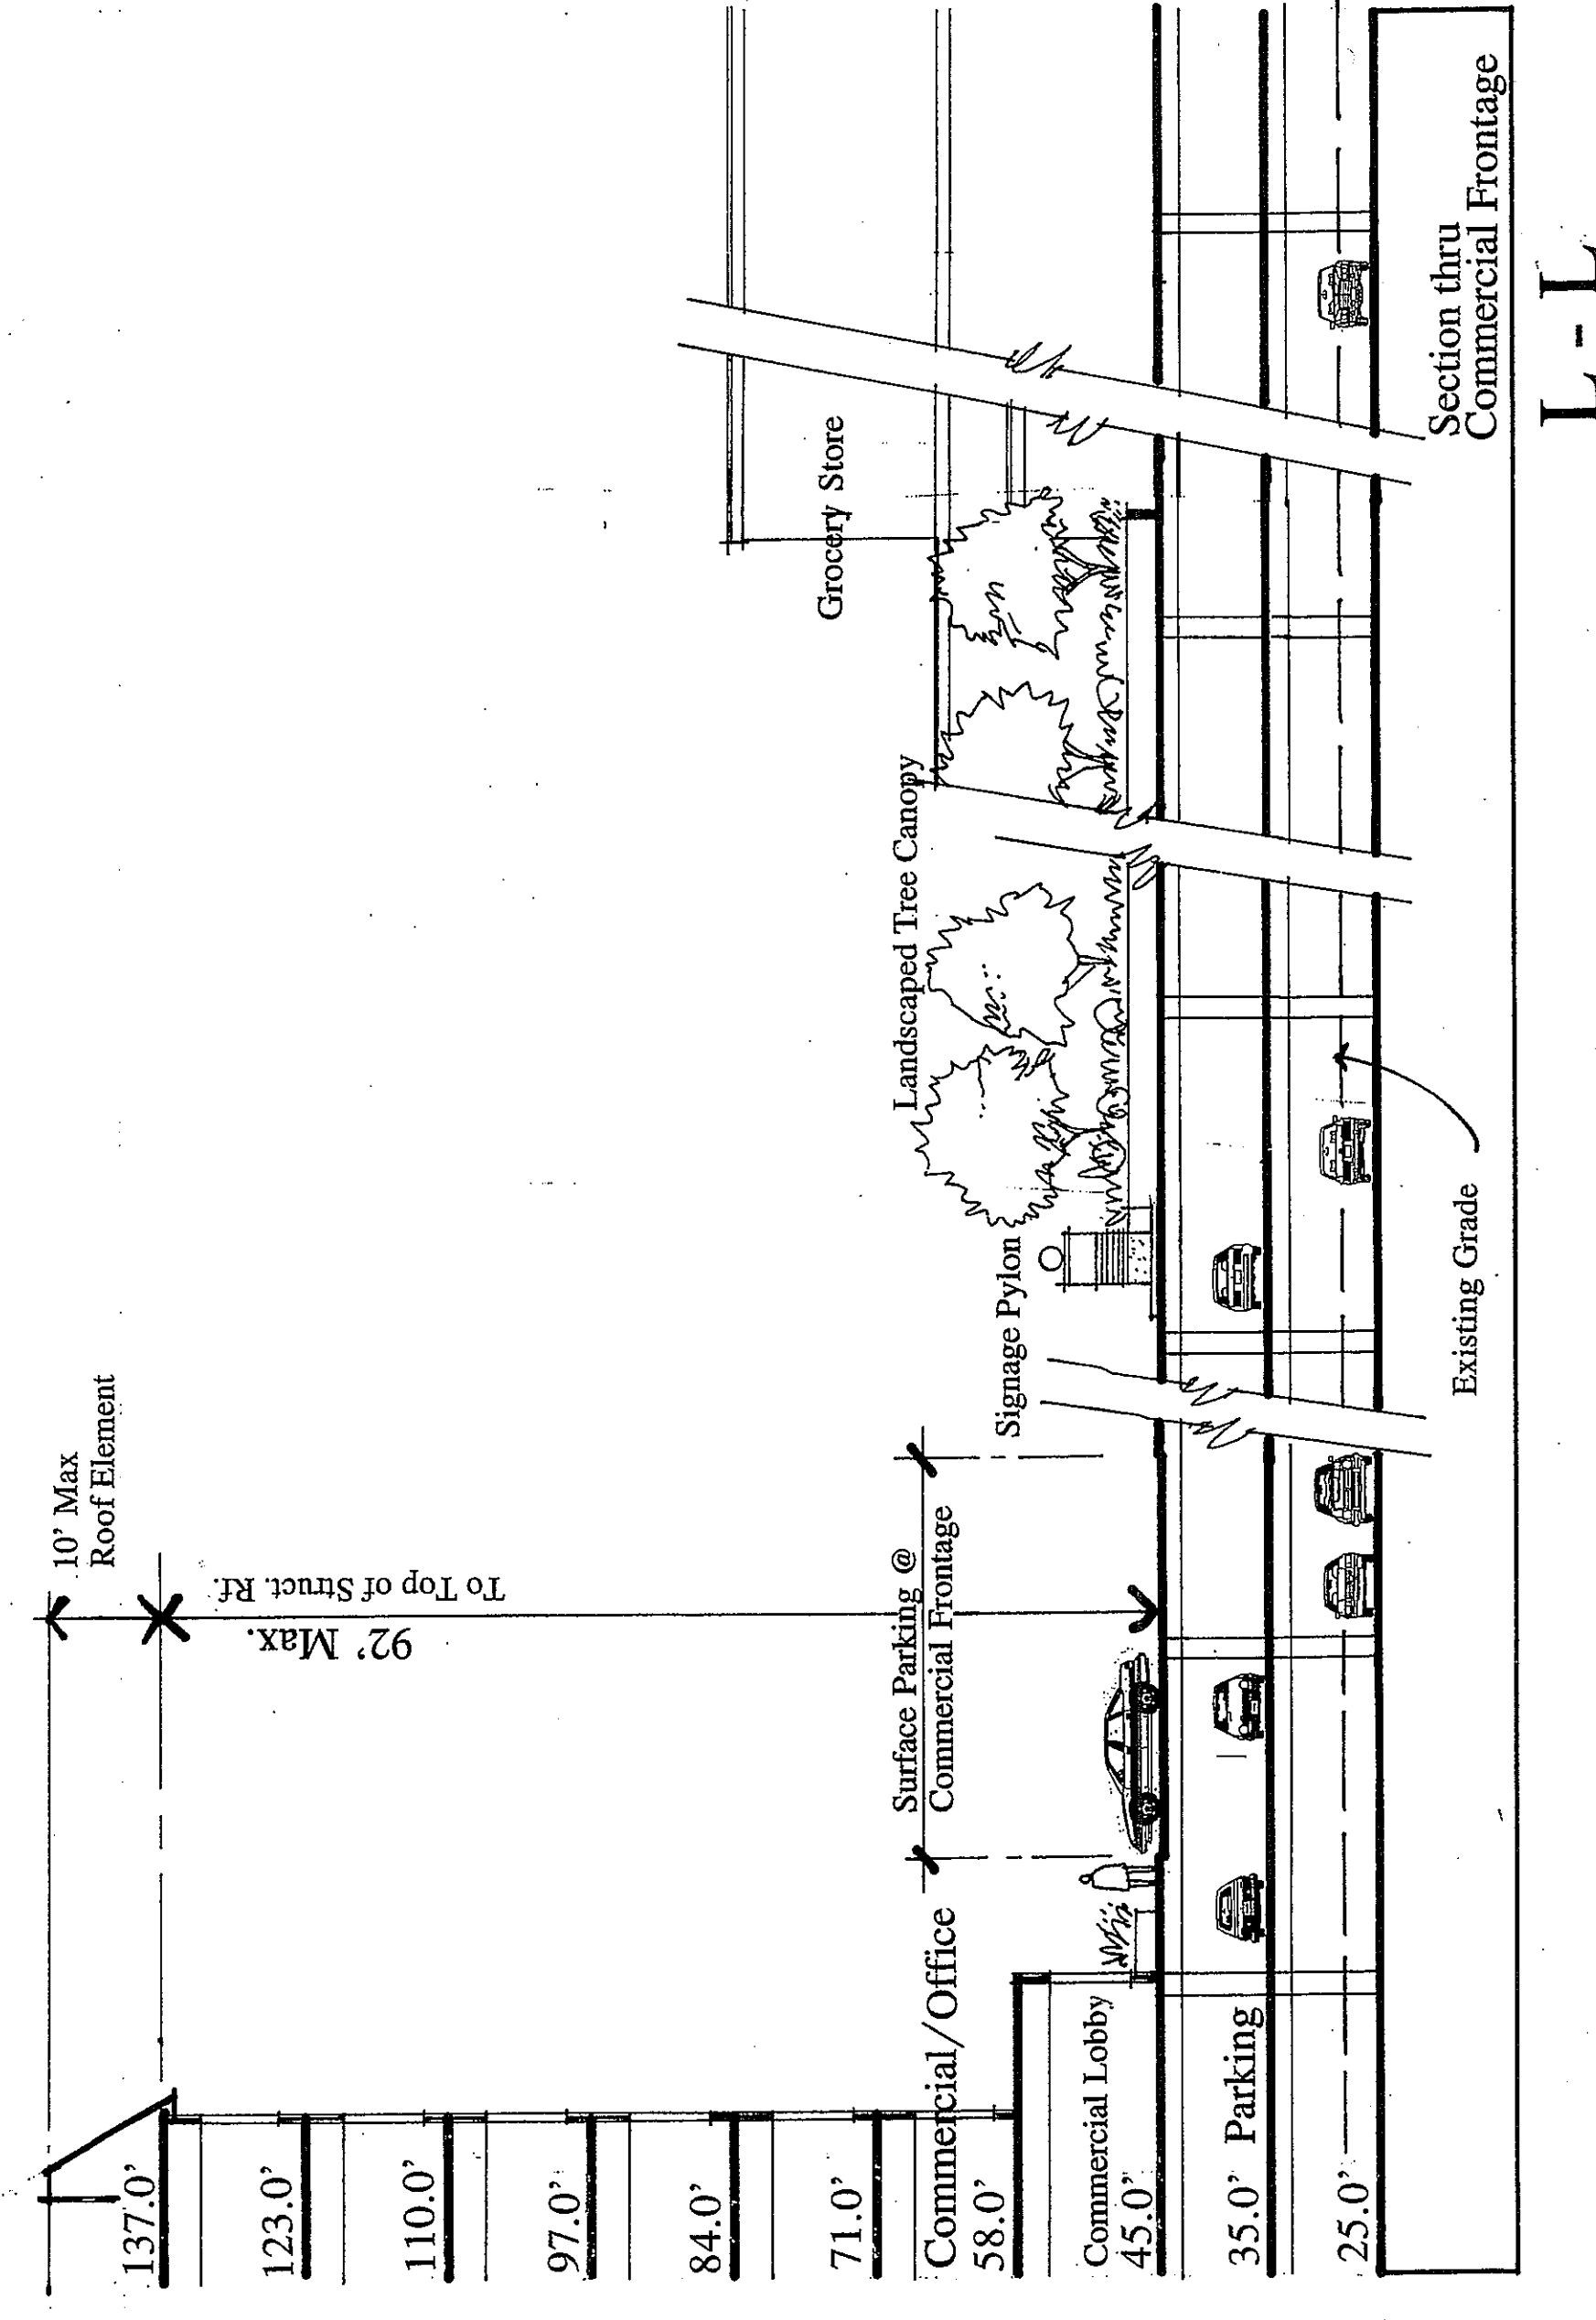 10’ Max
Roof Element
92’ Max.
To Top of Struct. Rf.
137.0’
123.0’
110.0’
97.0’
84.0’
71.0’
Commercial/Office
58.0’
Commercial Lobby
45.0’
35.0’ Parking
25.0’
Surface Parking @
Commercial Frontage
Signage Pylon
Landscaped Tree Canopy
Grocery Store
Existing Grade
Section thru
Commercial Frontage
L - L